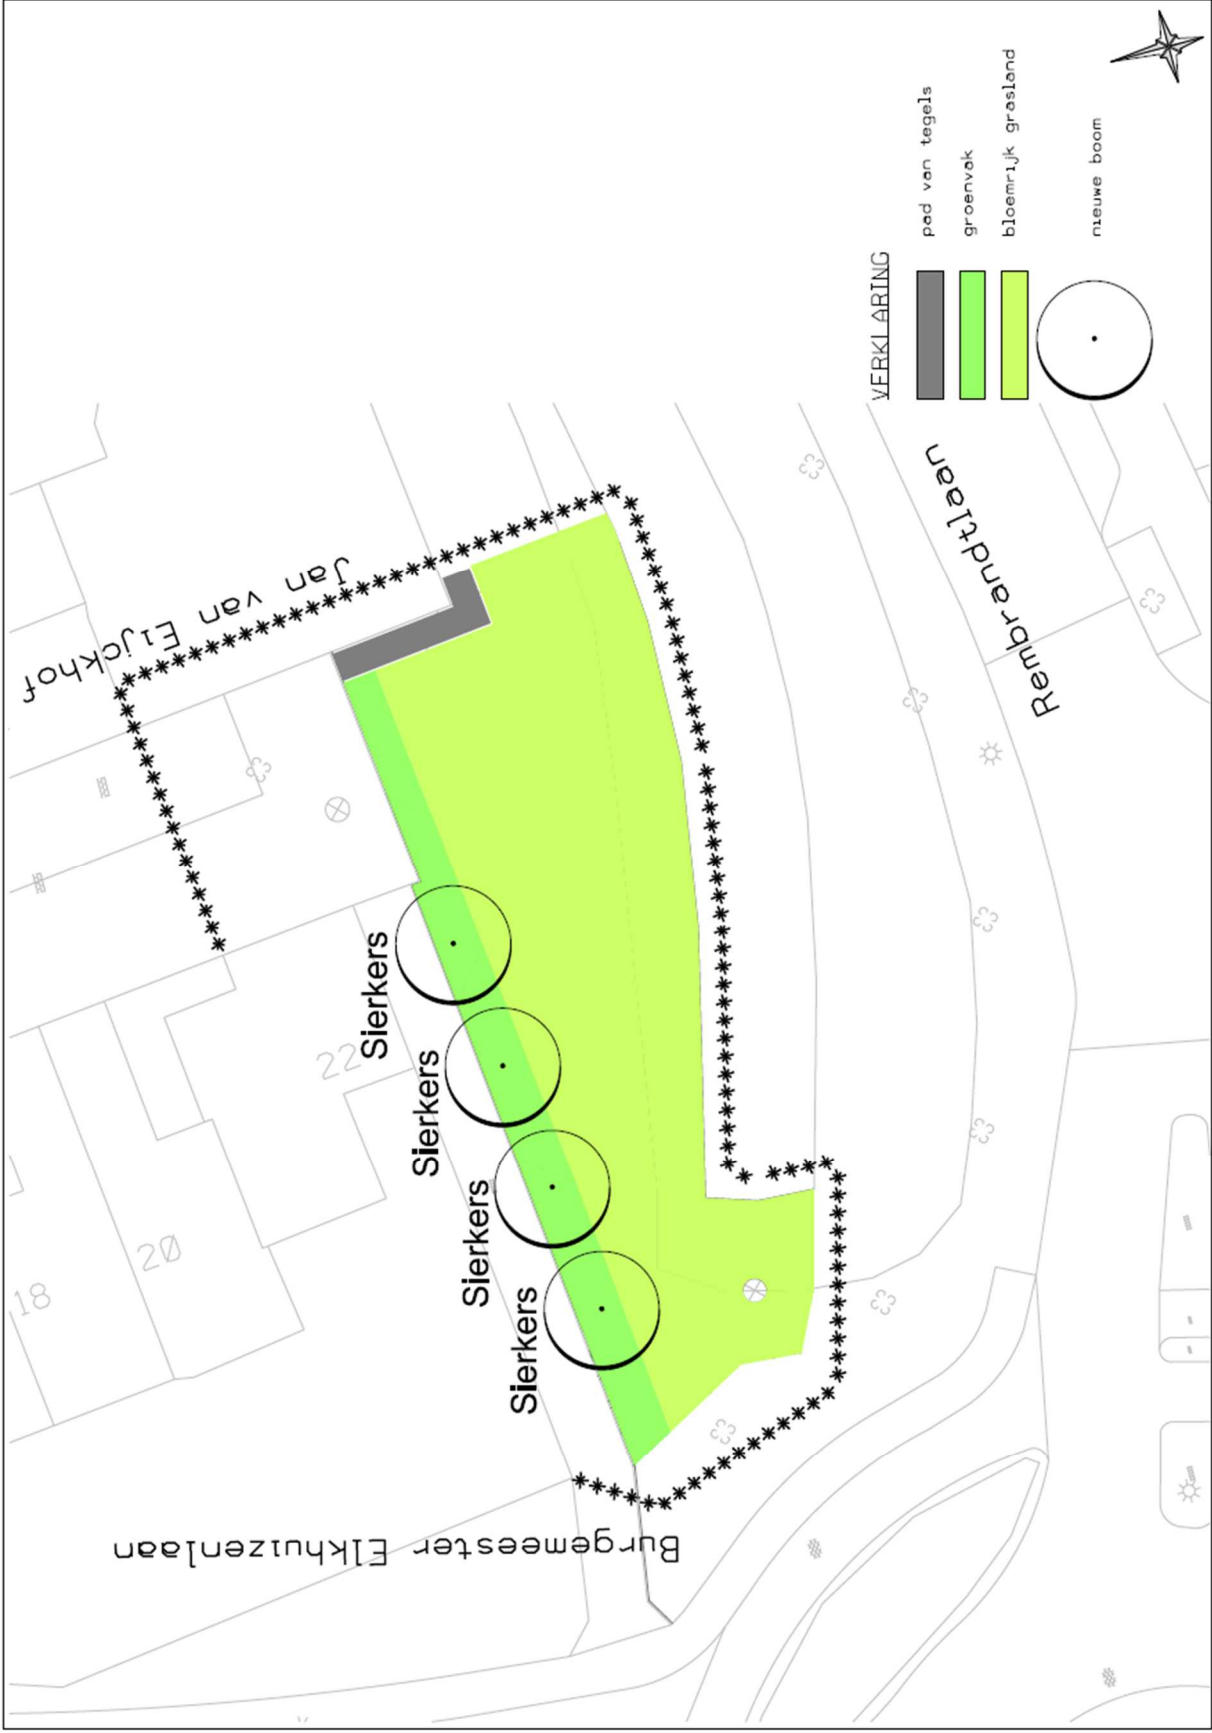 Jan van Eijckhof
Rembrandtlaan
Burgemeester Elkhuizenlaan
Sierkers
Sierkers
Sierkers
Sierkers
18
20
22
VERKLARING
pad van tegels
groenvak
bloemrijk grasland
nieuwe boom